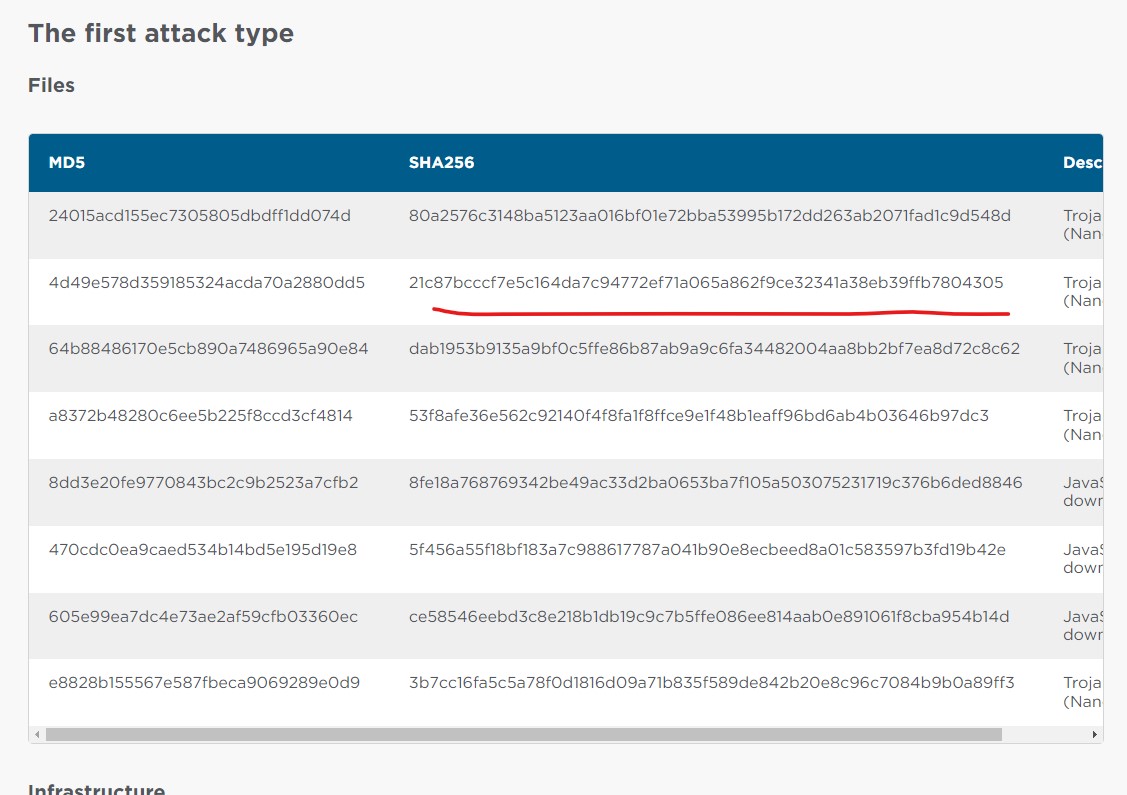 The first attack type
Files
MD5 SHA256 Desc
24015acd155ec7305805dbdff1dd074d 80a2576c3148ba5123aa016bf01e72bba53995b172dd263ab2071fad1c9d548d Troja
(Nan
4d49e578d359185324acda70a2880dd5 21c87bcccf7e5c164da7c94772ef71a065a862f9ce32341a38eb39ffb7804305 Troja
(Nan
64b88486170e5cb890a7486965a90e84 dab1953b9135a9bf0c5ffe86b87ab9a9c6fa34482004aa8bb2bf7ea8d72c8c62 Troja
(Nan
a8372b48280c6ee5b225f8ccd3cf4814 53f8afe36e562c92140f4f8fa1f8ffce9e1f48b1eaff96bd6ab4b03646b97dc3 Troja
(Nan
8dd3e20fe9770843bc2c9b2523a7cfb2 8fe18a768769342be49ac33d2ba0653ba7f105a503075231719c376b6ded8846 JavaS
down
470cdc0ea9caed534b14bd5e195d19e8 5f456a55f18bf183a7c988617787a041b90e8ecbeed8a01c583597b3fd19b42e JavaS
down
605e99ea7dc4e73ae2af59cfb03360ec ce58546eebd3c8e218b1db19c9c7b5ffe086ee814aab0e891061f8cba954b14d JavaS
down
e8828b155567e587fbeca9069289e0d9 3b7cc16fa5c5a78f0d1816d09a71b835f589de842b20e8c96c7084b9b0a89ff3 Troja
(Nan
Infrastructure